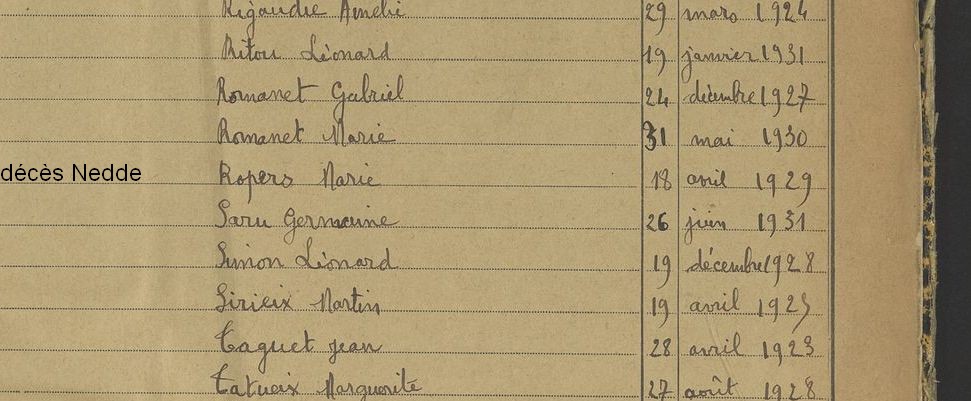 Rigaudie Amélie 29 mars 1924
Ritou Léonard 19 janvier 1931
Romanet Gabriel 24 décembre 1927
Romanet Marie 31 mai 1930
décès Nedde Ropers Marie 18 avril 1929
Saru Germaine 26 juin 1931
Simon Léonard 19 décembre 1928
Sirieix Martin 19 avril 1925
Taguet Jean 28 avril 1923
Tatueix Marguerite 27 août 1928